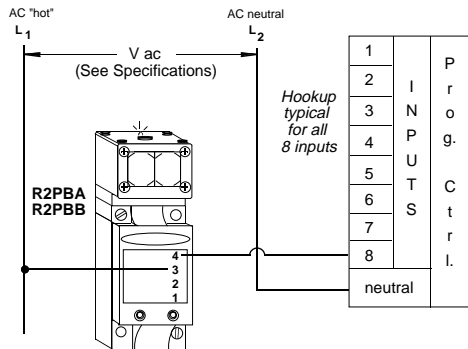 AC "hot"
L1
AC neutral
L2
V ac
(See Specifications)
Hookup
typical
for all
8 inputs
R2PBA
R2PBB
4
3
2
1
1
2
3
4
5
6
7
8
neutral
INPUTS
Prog. Ctrl.